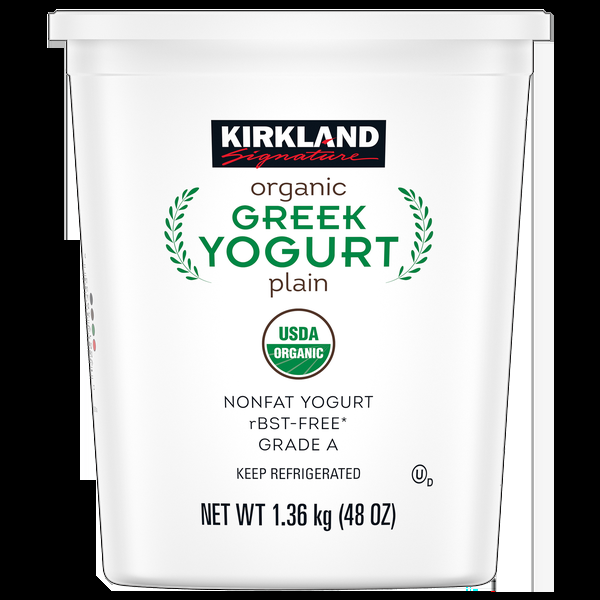 KIRKLAND
Signature
organic
GREEK
YOGURT
plain
USDA
ORGANIC
NONFAT YOGURT
rBST-FREE*
GRADE A
KEEP REFRIGERATED
U D
NET WT 1.36 kg (48 OZ)